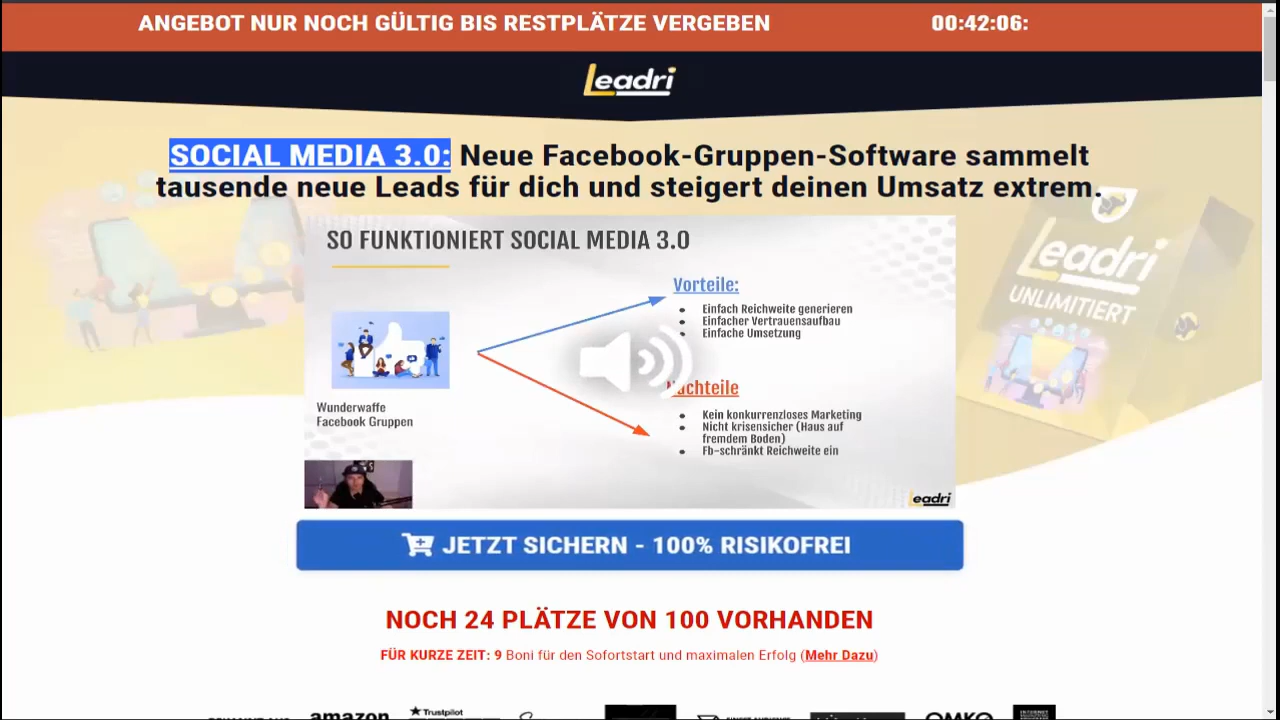 ANGEBOT NUR NOCH GÜLTIG BIS RESTPLÄTZE VERGEBEN
00:42:06:
Leadri
SOCIAL MEDIA 3.0: Neue Facebook-Gruppen-Software sammelt
tausende neue Leads für dich und steigert deinen Umsatz extrem.
SO FUNKTIONIERT SOCIAL MEDIA 3.0
Vorteile:
Einfach Reichweite generieren
Einfacher Vertrauensaufbau
Einfache Umsetzung
Wunderwaffe
Facebook Gruppen
Nachteile
Kein konkurrenzloses Marketing
Nicht krisensicher (Haus auf
fremdem Boden)
Fb-schränkt Reichweite ein
Leadri
Leadri
UNLIMITIERT
JETZT SICHERN - 100% RISIKOFREI
NOCH 24 PLÄTZE VON 100 VORHANDEN
FÜR KURZE ZEIT: 9 Boni für den Sofortstart und maximalen Erfolg (Mehr Dazu)
amazon
Trustpilot
OMKO
INTERNET